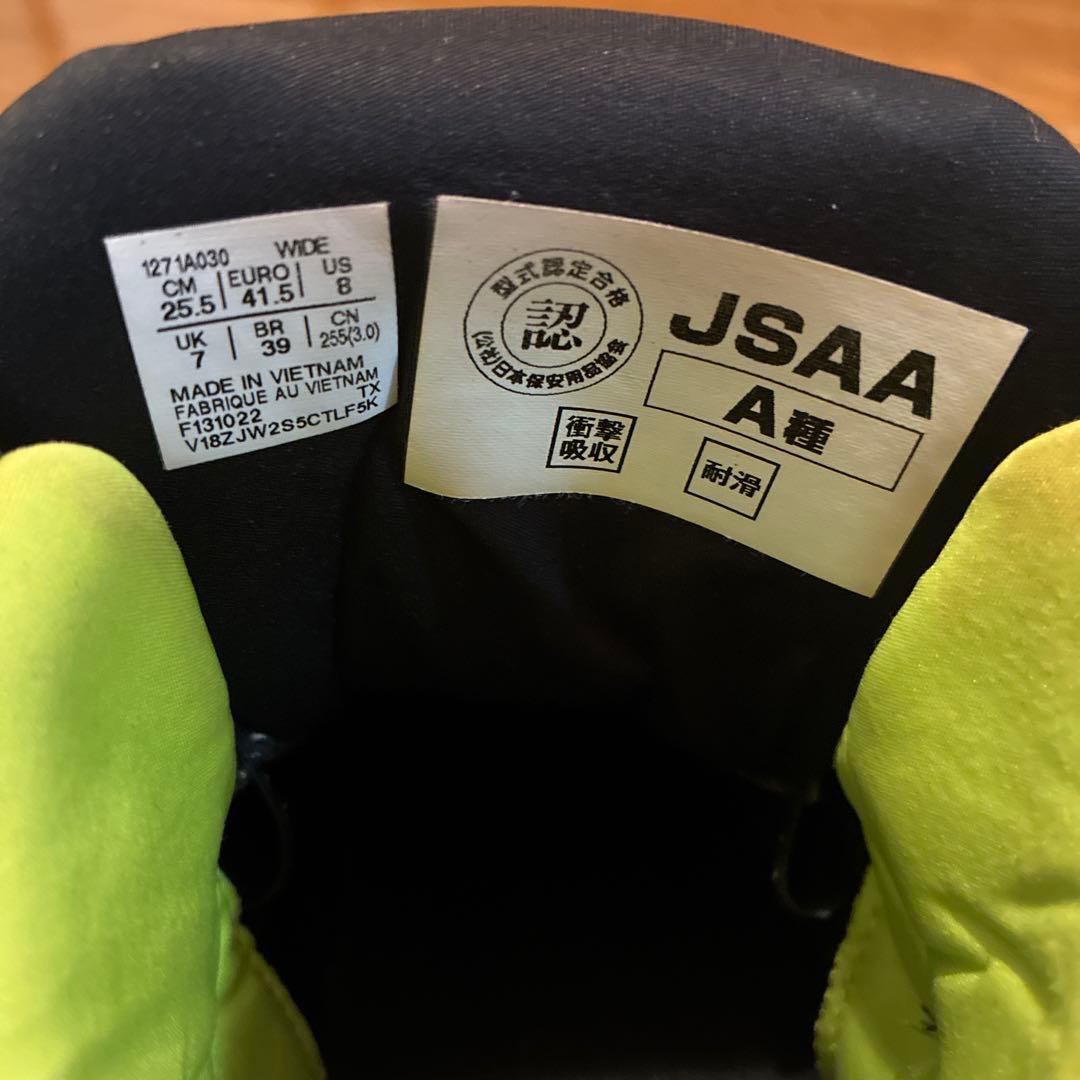 1271A030 WIDE
CM EURO US
25.5 41.5 8
UK BR CN
7 39 255(3.0)
MADE IN VIETNAM
FABRIQUE AU VIETNAM
F131022 TX
V18ZJW2S5CTLF5K
型式認定合格
認
(公社)日本保安用品協会
JSAA
A種
衝撃
吸収
耐滑